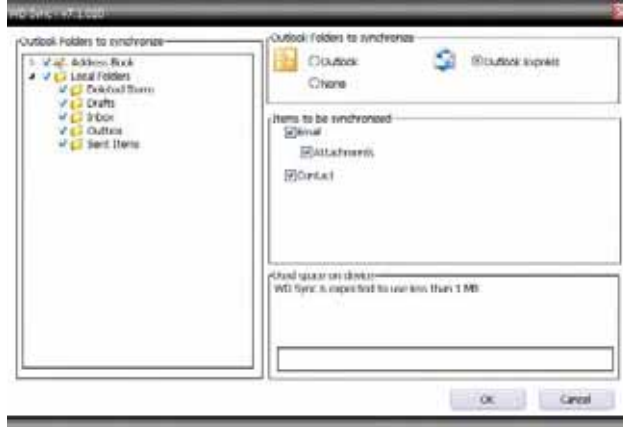 WD Sync - v7.1.020
Outlook Folders to synchronize
Address Book
Local Folders
Deleted Items
Drafts
Inbox
Outbox
Sent Items
Outlook Folders to synchronize
Outlook
Outlook Express
None
Items to be synchronized
Email
Attachments
Contact
Used space on device
WD Sync is expected to use less than 1 MB
OK
Cancel